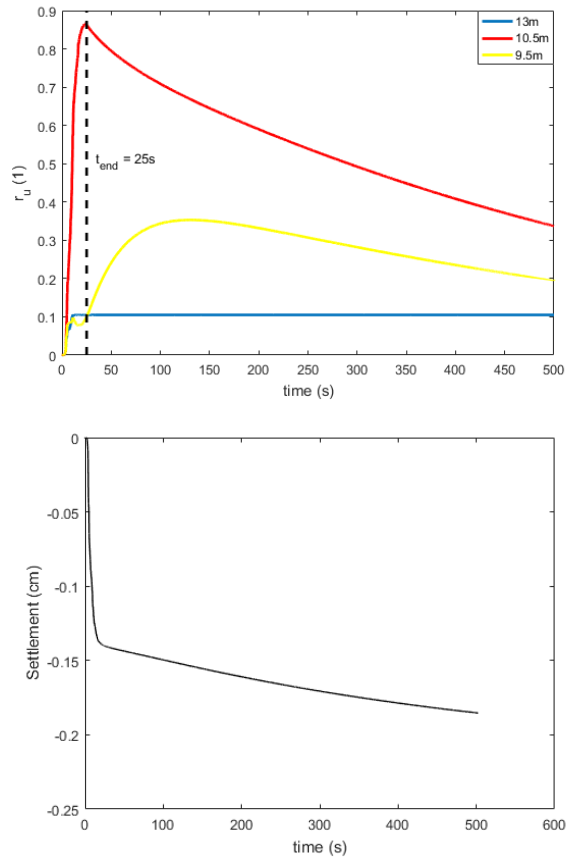 0.9
0.8
0.7
0.6
0.5
0.4
0.3
0.2
0.1
0
r_u (1)
13m
10.5m
9.5m
t_end = 25s
0 50 100 150 200 250 300 350 400 450 500
time (s)
0
-0.05
-0.1
-0.15
-0.2
-0.25
Settlement (cm)
0 100 200 300 400 500 600
time (s)